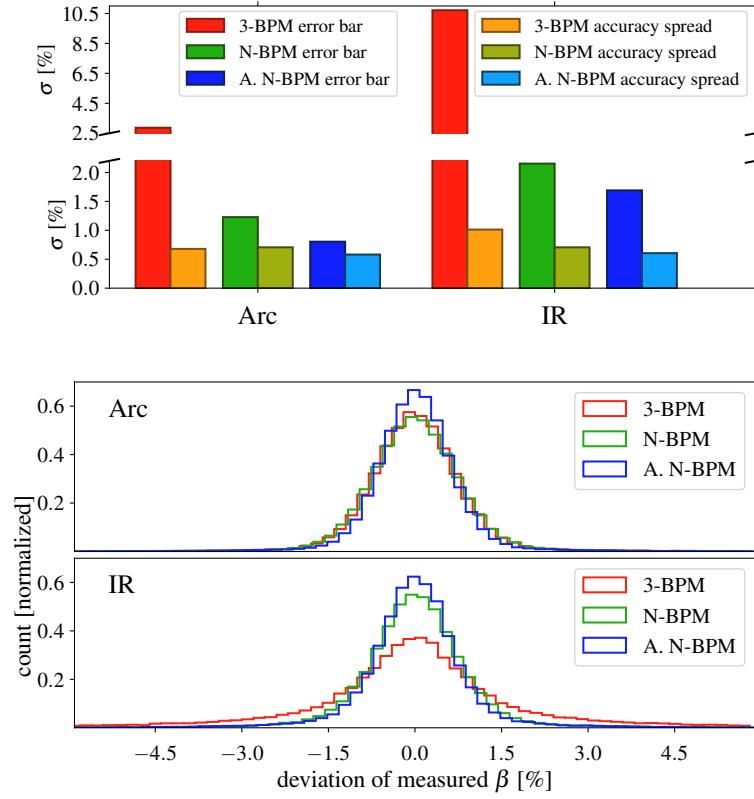 10.5
8.5
6.5
4.5
2.5
σ [%]
3-BPM error bar
N-BPM error bar
A. N-BPM error bar
3-BPM accuracy spread
N-BPM accuracy spread
A. N-BPM accuracy spread
2.0
1.5
1.0
0.5
0.0
σ [%]
Arc
IR
Arc
0.6
0.4
0.2
3-BPM
N-BPM
A. N-BPM
IR
0.6
0.4
0.2
3-BPM
N-BPM
A. N-BPM
count [normalized]
−4.5
−3.0
−1.5
0.0
1.5
3.0
4.5
deviation of measured β [%]